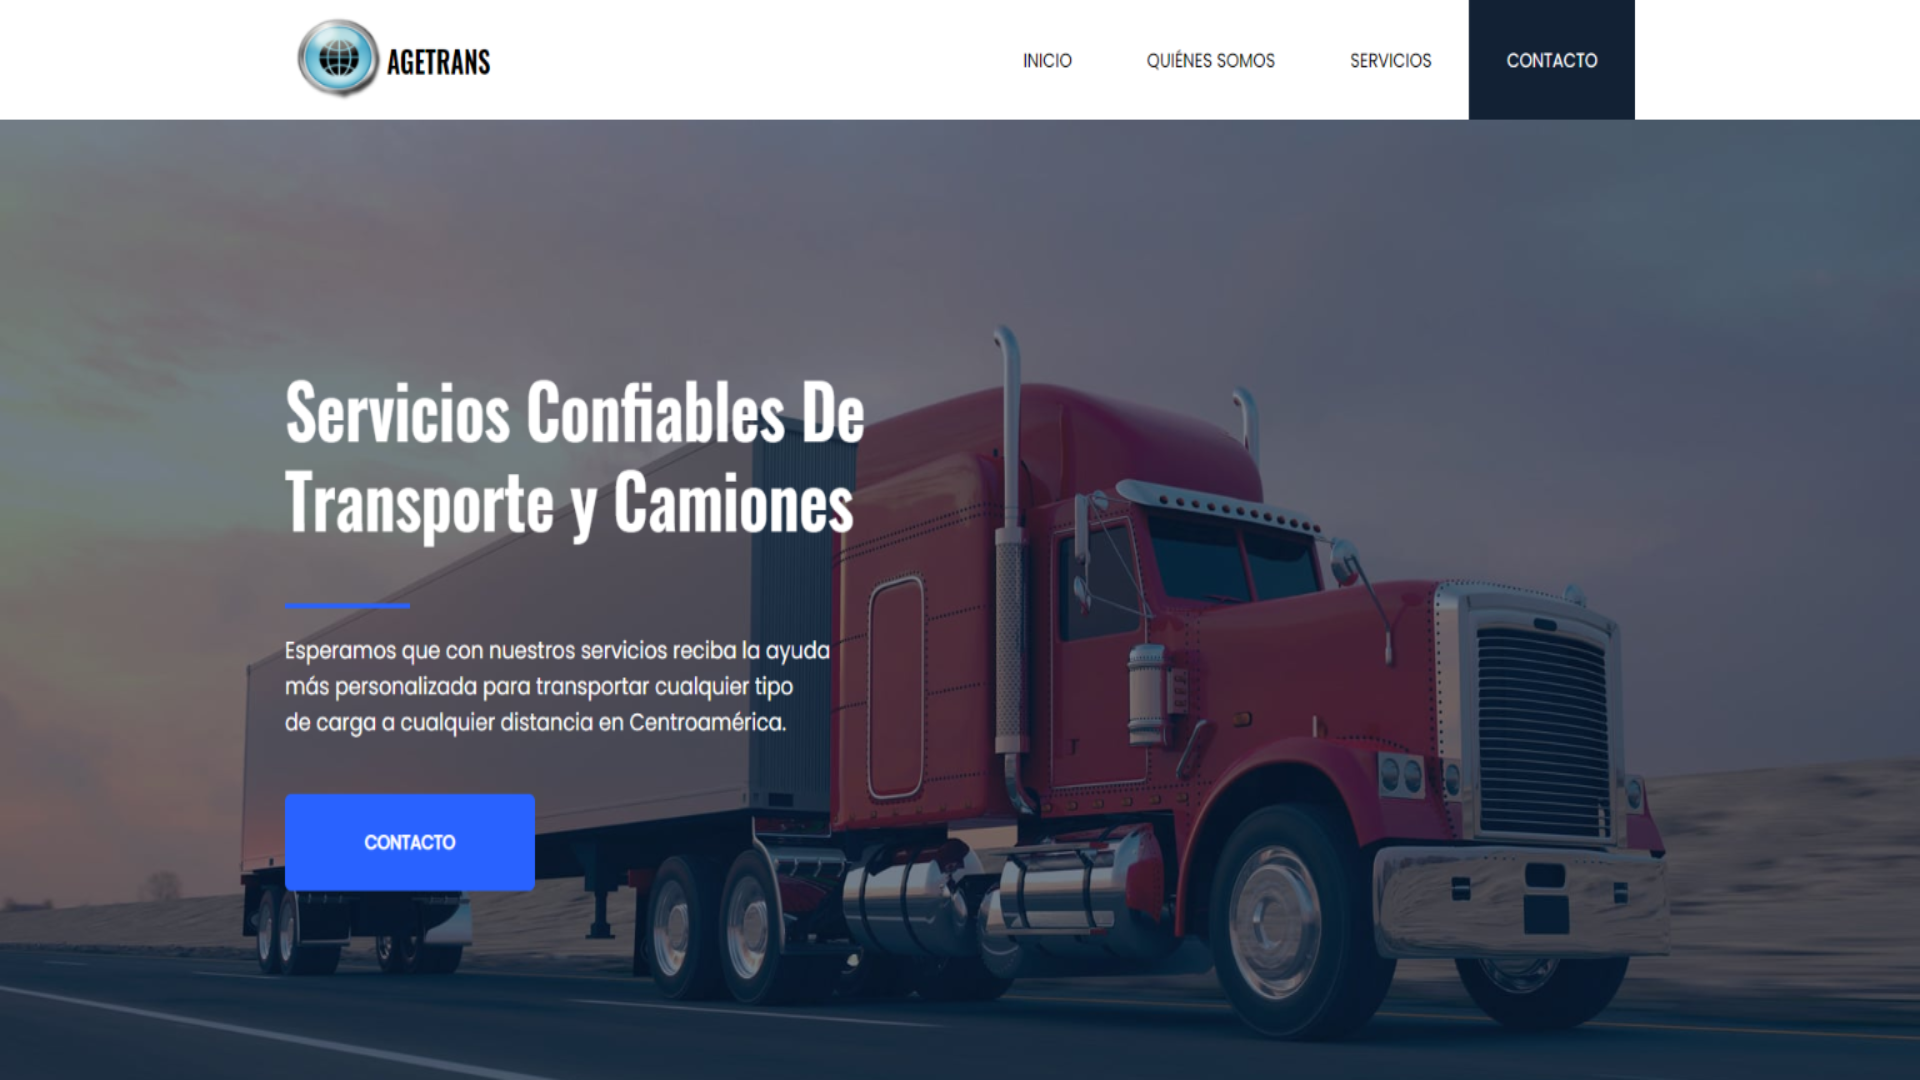 AGETRANS
INICIO
QUIÉNES SOMOS
SERVICIOS
CONTACTO
Servicios Confiables De
Transporte y Camiones
Esperamos que con nuestros servicios reciba la ayuda
más personalizada para transportar cualquier tipo
de carga a cualquier distancia en Centroamérica.
CONTACTO